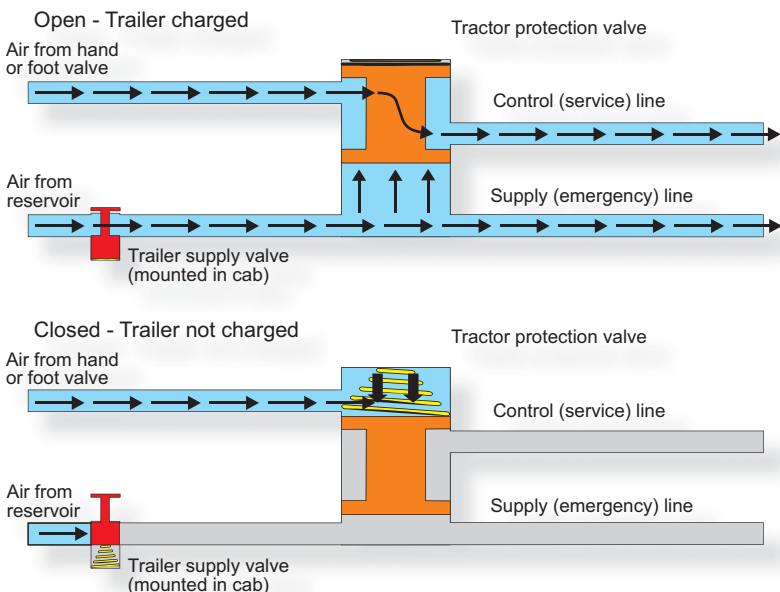 Open - Trailer charged
Tractor protection valve
Air from hand
or foot valve
Control (service) line
Air from
reservoir
Supply (emergency) line
Trailer supply valve
(mounted in cab)
Closed - Trailer not charged
Tractor protection valve
Air from hand
or foot valve
Control (service) line
Air from
reservoir
Supply (emergency) line
Trailer supply valve
(mounted in cab)